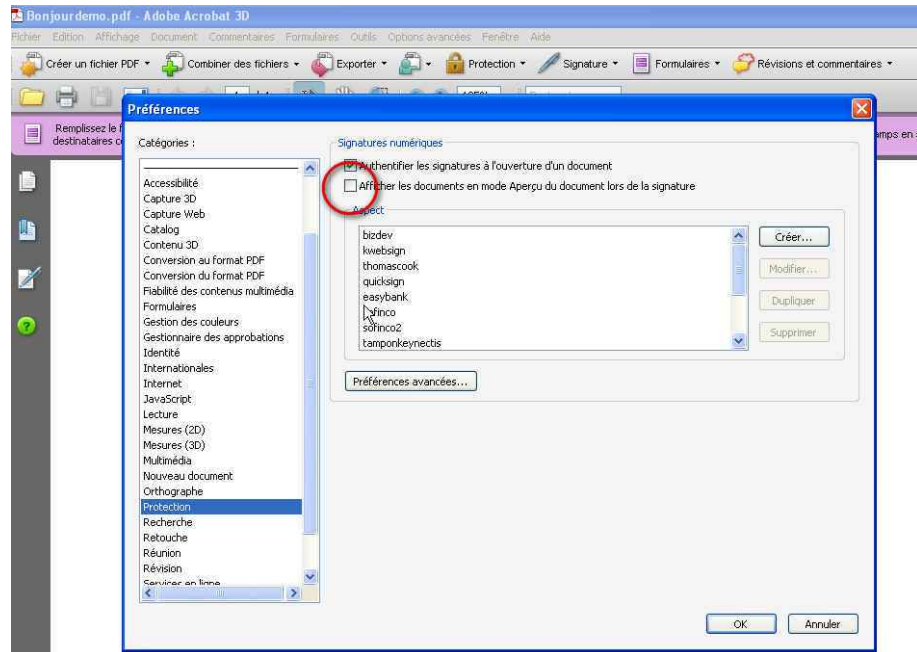 Bonjourdemo.pdf - Adobe Acrobat 3D
Fichier Edition Affichage Document Commentaires Formulaires Outils Options avancées Fenêtre Aide
Créer un fichier PDF Combiner des fichiers Exporter Protection Signature Formulaires Révisions et commentaires
Préférences
Remplissez le
destinataires
Catégories :
Accessibilité
Capture 3D
Capture Web
Catalog
Contenu 3D
Conversion au format PDF
Conversion du format PDF
Fiabilité des contenus multimédia
Formulaires
Gestion des couleurs
Gestionnaire des approbations
Identité
Internationales
Internet
JavaScript
Lecture
Mesures (2D)
Mesures (3D)
Multimédia
Nouveau document
Orthographe
Protection
Recherche
Retouche
Réunion
Révision
Services en ligne
Signatures numériques
Authentifier les signatures à l'ouverture d'un document
Afficher les documents en mode Aperçu du document lors de la signature
Aspect
bizdev
kwebsign
thomascook
quicksign
easybank
sofinco
sofinco2
tamponkeynectis
Créer...
Modifier...
Dupliquer
Supprimer
Préférences avancées...
OK
Annuler